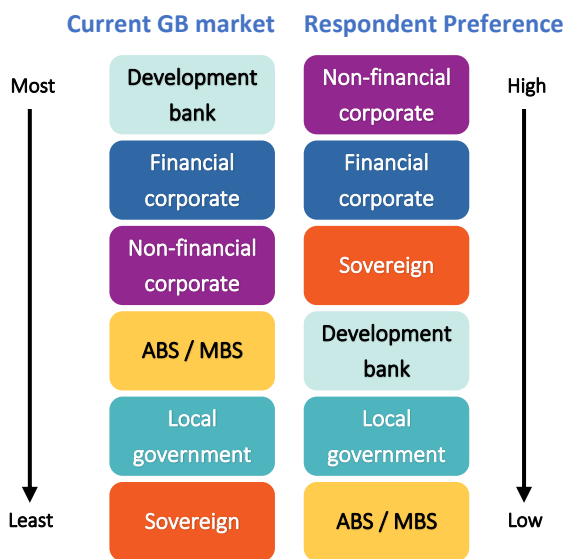 Current GB market
Respondent Preference
Most
Development
bank
Non-financial
corporate
High
Financial
corporate
Financial
corporate
Non-financial
corporate
Sovereign
ABS / MBS
Development
bank
Local
government
Local
government
Least
Sovereign
ABS / MBS
Low